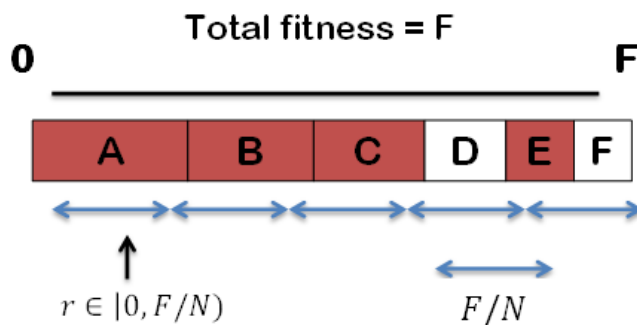 Total fitness = F
0 F
A B C D E F
r ∈ |0, F/N) F/N